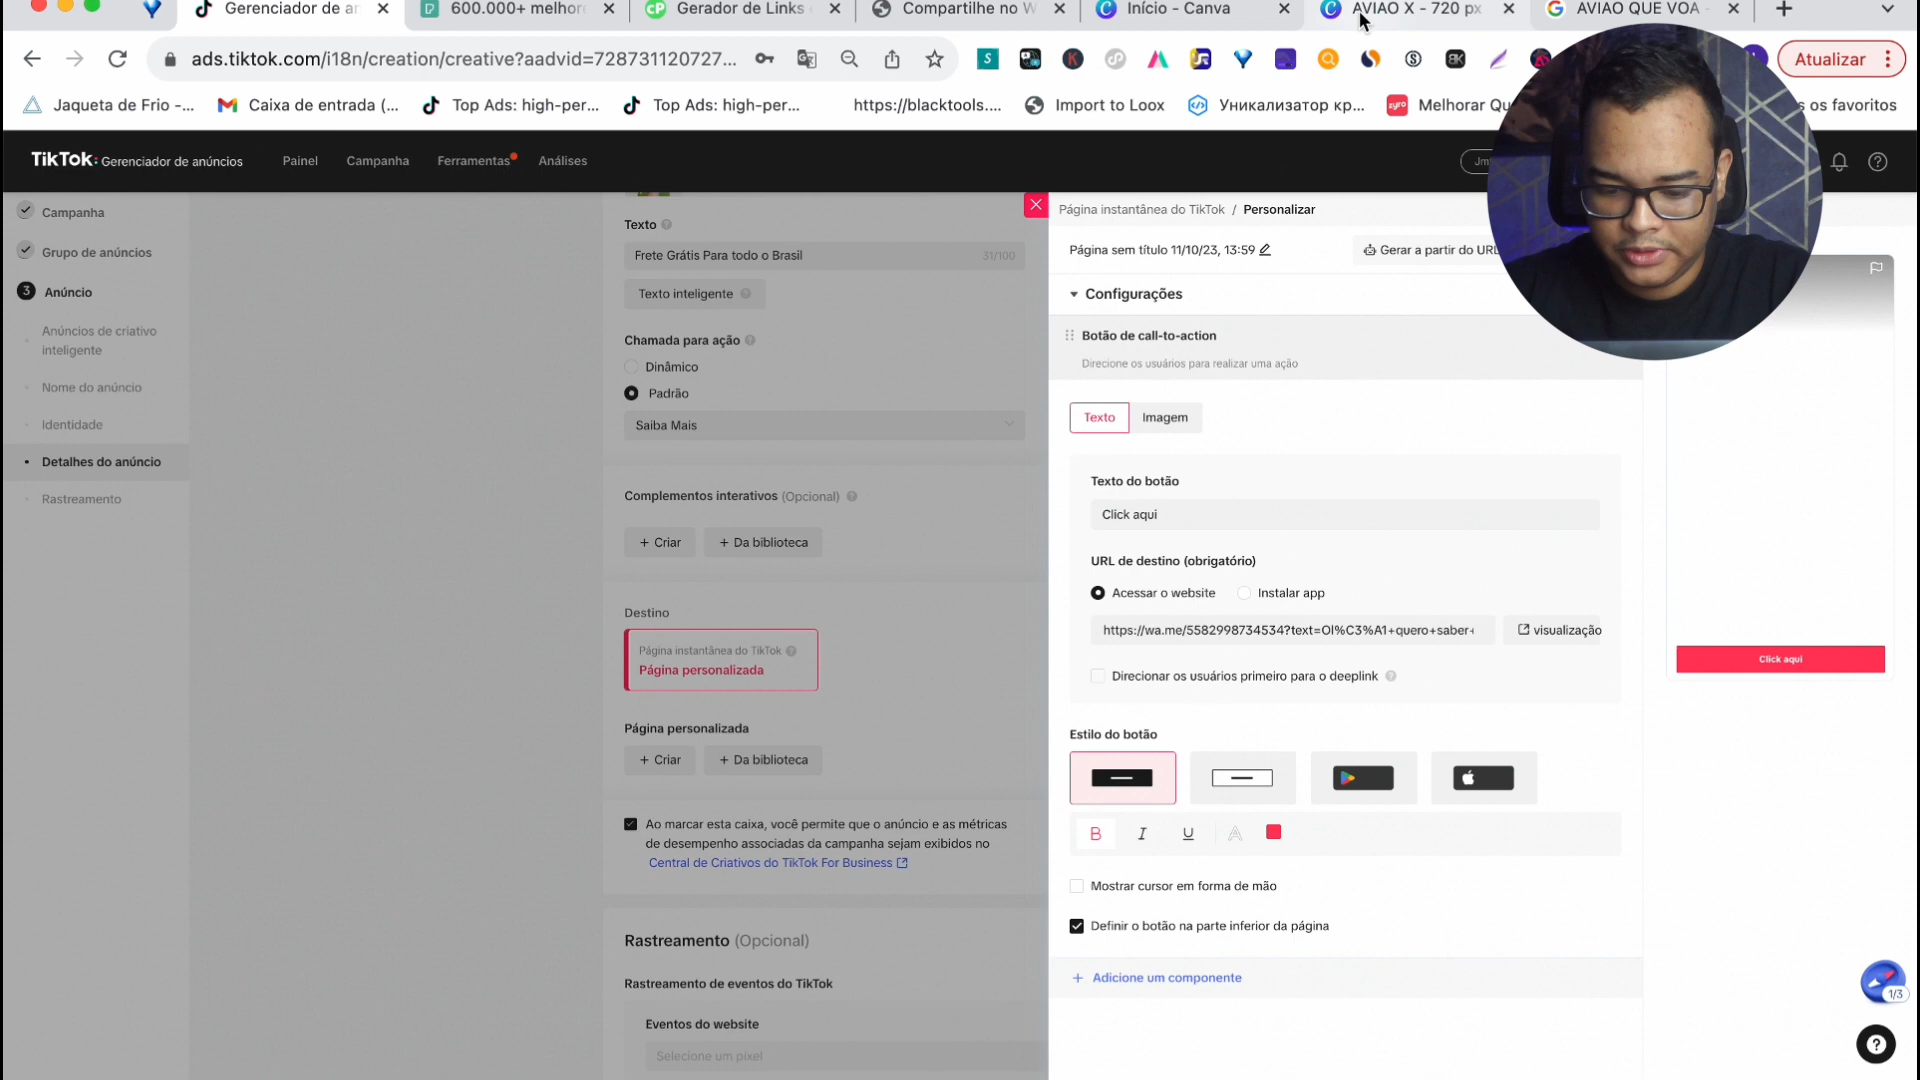 Gerenciador de an
600.000+ melhore
Gerador de Links
Compartilhe no W
Início - Canva
AVIAO X - 720 px
AVIAO QUE VOA -
ads.tiktok.com/i18n/creation/creative?aadvid=728731120727...
Atualizar
Jaqueta de Frio -...
Caixa de entrada (...
Top Ads: high-per...
Top Ads: high-per...
https://blacktools....
Import to Loox
Уникализатор кр...
Melhorar Qu
os favoritos
TikTok: Gerenciador de anúncios
Painel
Campanha
Ferramentas
Análises
Campanha
Grupo de anúncios
3 Anúncio
Anúncios de criativo
inteligente
Nome do anúncio
Identidade
Detalhes do anúncio
Rastreamento
Texto
Frete Grátis Para todo o Brasil
31/100
Texto inteligente
Chamada para ação
Dinâmico
Padrão
Saiba Mais
Complementos interativos (Opcional)
+ Criar
+ Da biblioteca
Destino
Página instantânea do TikTok
Página personalizada
Página personalizada
+ Criar
+ Da biblioteca
Ao marcar esta caixa, você permite que o anúncio e as métricas
de desempenho associadas da campanha sejam exibidos no
Central de Criativos do TikTok For Business
Rastreamento (Opcional)
Rastreamento de eventos do TikTok
Eventos do website
Selecione um pixel
Página instantânea do TikTok / Personalizar
Página sem título 11/10/23, 13:59
Gerar a partir do URL
Configurações
Botão de call-to-action
Direcione os usuários para realizar uma ação
Texto
Imagem
Texto do botão
Click aqui
URL de destino (obrigatório)
Acessar o website
Instalar app
https://wa.me/5582998734534?text=Ol%C3%A1+quero+saber+
visualização
Direcionar os usuários primeiro para o deeplink
Estilo do botão
B
I
U
A
Mostrar cursor em forma de mão
Definir o botão na parte inferior da página
+ Adicione um componente
Click aqui
1/3